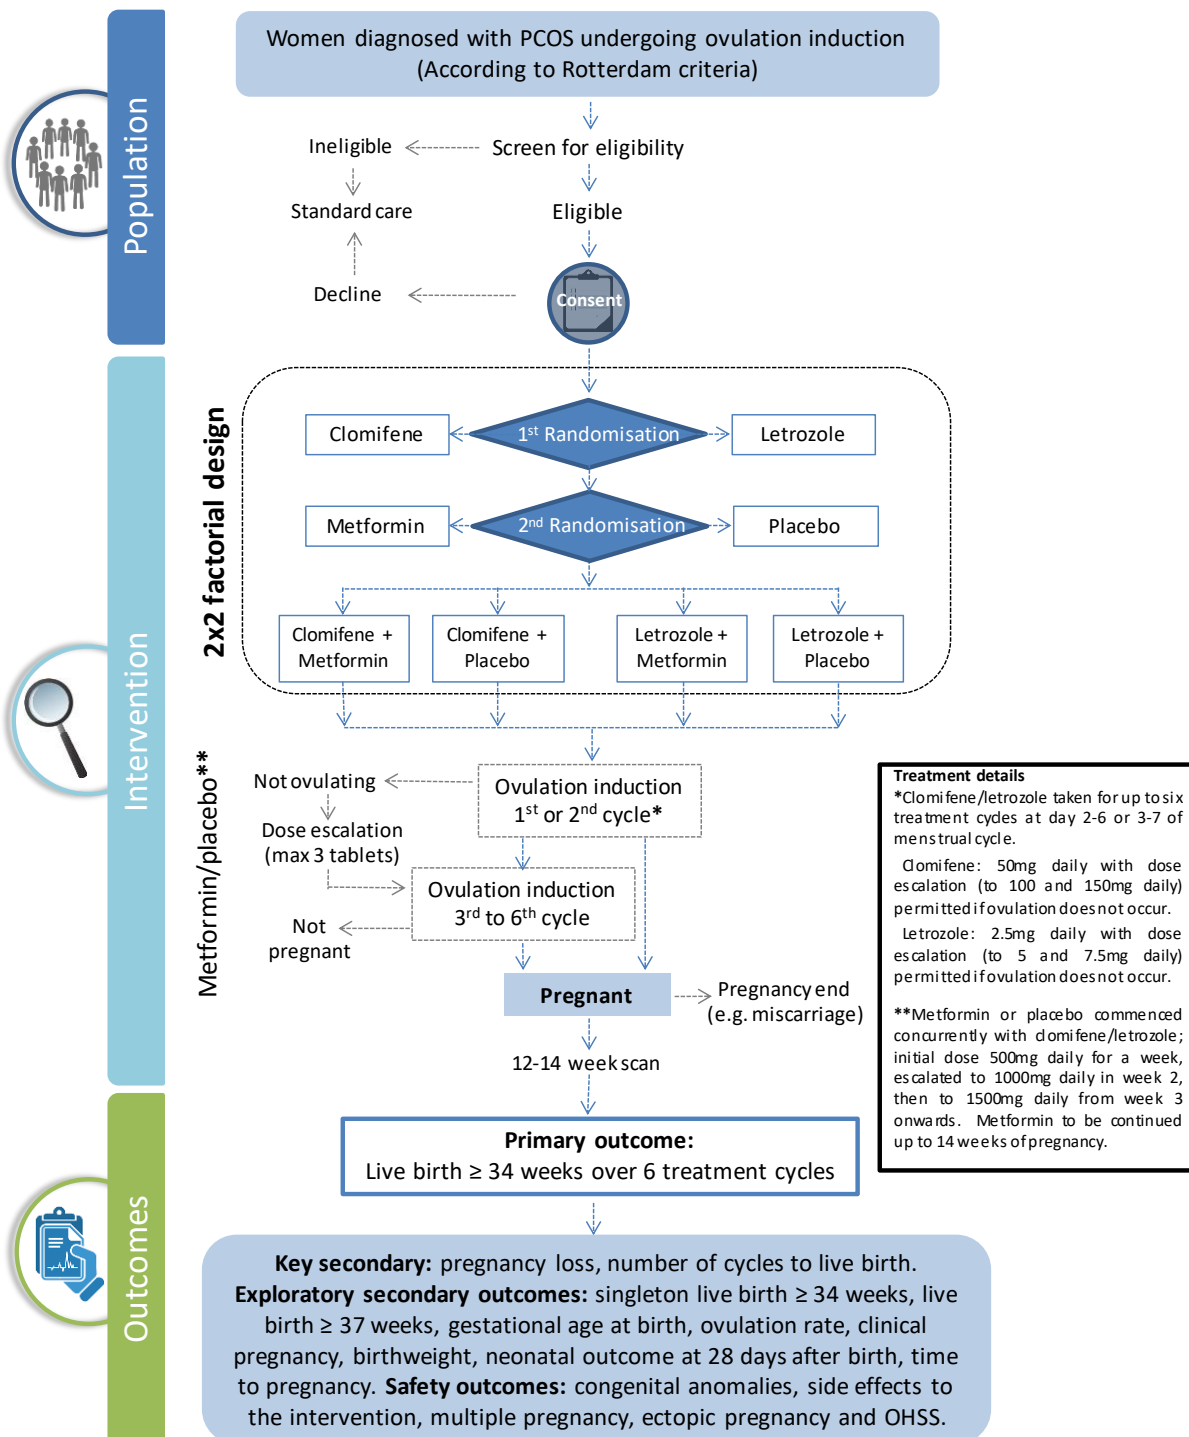 Women diagnosed with PCOS undergoing ovulation induction
(According to Rotterdam criteria)
Population
Ineligible
Screen for eligibility
Standard care
Eligible
Decline
Consent
Intervention
2x2 factorial design
Clomifene
1st Randomisation
Letrozole
Metformin
2nd Randomisation
Placebo
Clomifene +
Metformin
Clomifene +
Placebo
Letrozole +
Metformin
Letrozole +
Placebo
Metformin/placebo**
Not ovulating
Ovulation induction
1st or 2nd cycle*
Dose escalation
(max 3 tablets)
Ovulation induction
3rd to 6th cycle
Not
pregnant
Pregnant
Pregnancy end
(e.g. miscarriage)
12-14 week scan
Treatment details
*Clomifene/letrozole taken for up to six
treatment cycles at day 2-6 or 3-7 of
menstrual cycle.
Clomifene: 50mg daily with dose
escalation (to 100 and 150mg daily)
permitted if ovulation does not occur.
Letrozole: 2.5mg daily with dose
escalation (to 5 and 7.5mg daily)
permitted if ovulation does not occur.
**Metformin or placebo commenced
concurrently with clomifene/letrozole;
initial dose 500mg daily for a week,
escalated to 1000mg daily in week 2,
then to 1500mg daily from week 3
onwards. Metformin to be continued
up to 14 weeks of pregnancy.
Outcomes
Primary outcome:
Live birth ≥ 34 weeks over 6 treatment cycles
Key secondary: pregnancy loss, number of cycles to live birth.
Exploratory secondary outcomes: singleton live birth ≥ 34 weeks, live
birth ≥ 37 weeks, gestational age at birth, ovulation rate, clinical
pregnancy, birthweight, neonatal outcome at 28 days after birth, time
to pregnancy. Safety outcomes: congenital anomalies, side effects to
the intervention, multiple pregnancy, ectopic pregnancy and OHSS.